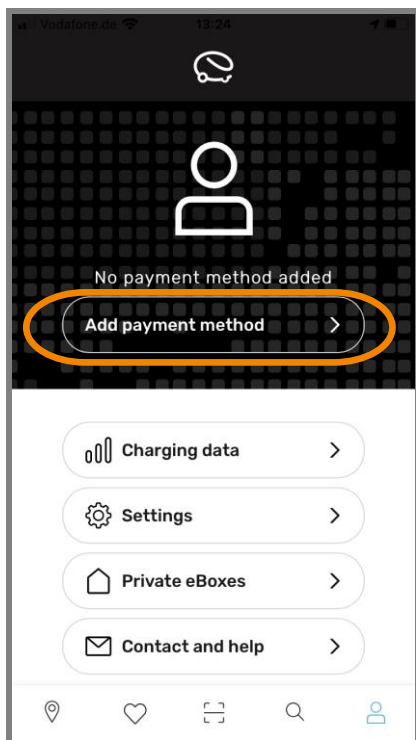 Vodafone.de
13:24
No payment method added
Add payment method
Charging data
Settings
Private eBoxes
Contact and help